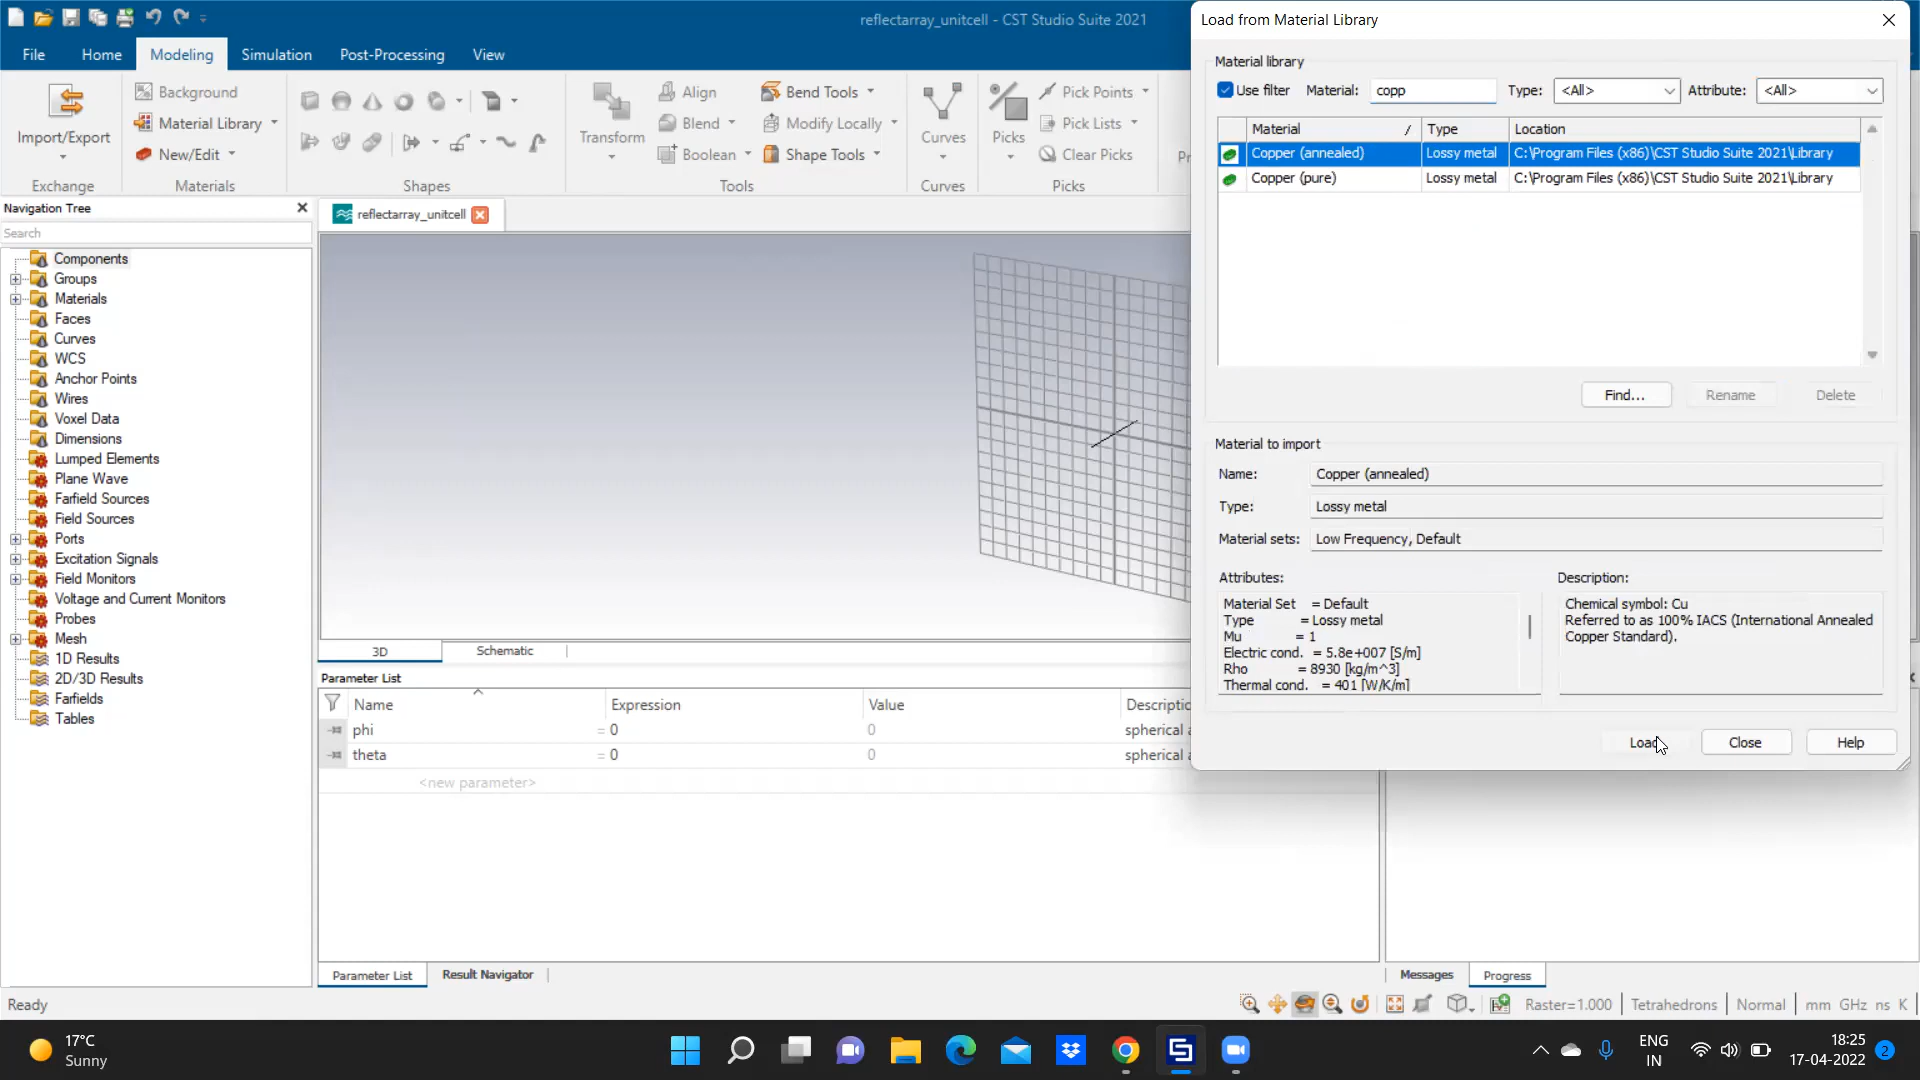 reflectarray_unitcell - CST Studio Suite 2021
File Home Modeling Simulation Post-Processing View
Import/Export
Exchange
Background
Material Library
New/Edit
Materials
Shapes
Transform
Align
Blend
Boolean
Bend Tools
Modify Locally
Shape Tools
Tools
Curves
Curves
Picks
Pick Points
Pick Lists
Clear Picks
Picks
Navigation Tree
Search
Components
Groups
Materials
Faces
Curves
WCS
Anchor Points
Wires
Voxel Data
Dimensions
Lumped Elements
Plane Wave
Farfield Sources
Field Sources
Ports
Excitation Signals
Field Monitors
Voltage and Current Monitors
Probes
Mesh
1D Results
2D/3D Results
Farfields
Tables
reflectarray_unitcell
3D Schematic
Parameter List
Name Expression Value
phi = 0 0 spherical
theta = 0 0 spherical
<new parameter>
Parameter List Result Navigator
Load from Material Library
Material library
Use filter Material: copp Type: <All> Attribute: <All>
Material / Type Location
Copper (annealed) Lossy metal C:\Program Files (x86)\CST Studio Suite 2021\Library
Copper (pure) Lossy metal C:\Program Files (x86)\CST Studio Suite 2021\Library
Find... Rename Delete
Material to import
Name: Copper (annealed)
Type: Lossy metal
Material sets: Low Frequency, Default
Attributes:
Material Set = Default
Type = Lossy metal
Mu = 1
Electric cond. = 5.8e+007 [S/m]
Rho = 8930 [kg/m^3]
Thermal cond. = 401 [W/K/m]
Description:
Chemical symbol: Cu
Referred to as 100% IACS (International Annealed
Copper Standard).
Load Close Help
Messages Progress
Ready
Raster=1.000 Tetrahedrons Normal mm GHz ns K
17°C
Sunny
ENG
IN
18:25
17-04-2022
2